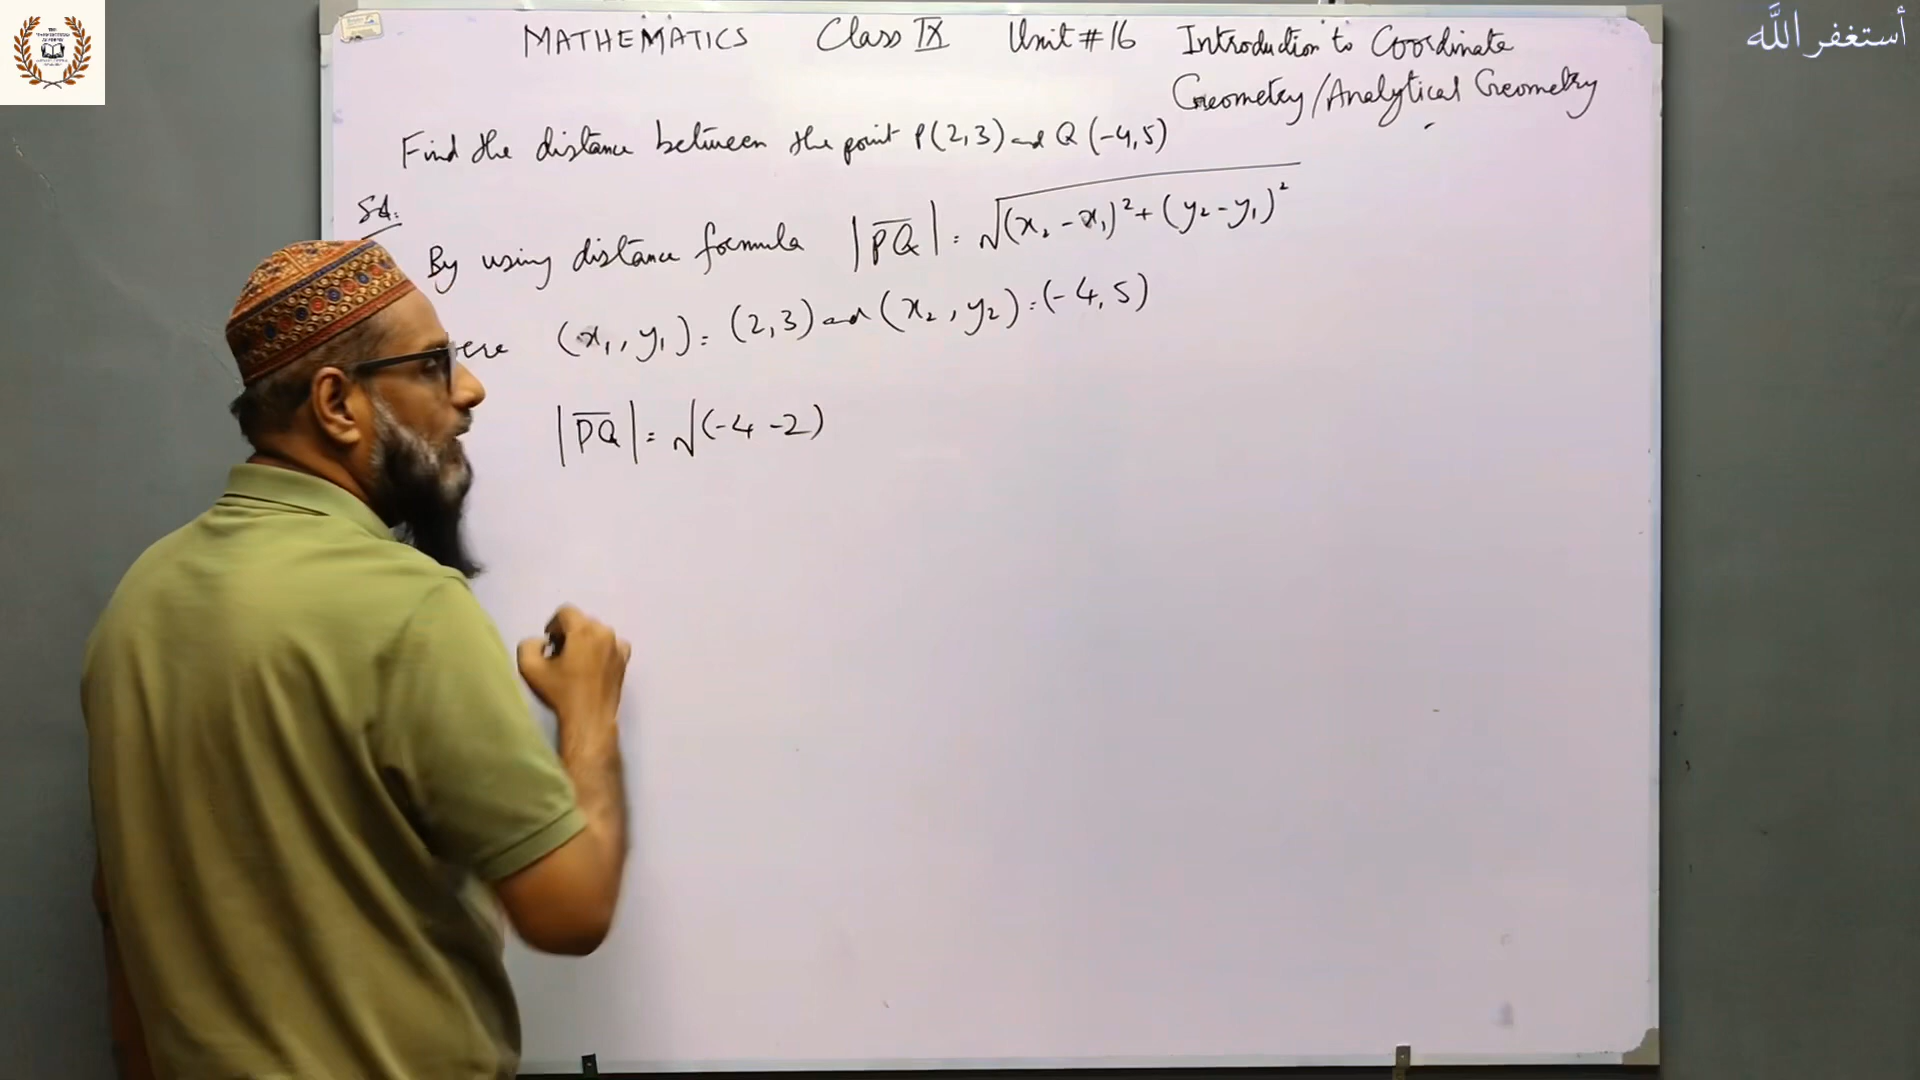 MATHEMATICS Class IX Unit # 16 Introduction to Coordinate
Geometry/Analytical Geometry
أستغفر الله
Find the distance between the point P(2,3) and Q(-4,5)
Sol:
By using distance formula |P̅Q̅| = √(x₂ - x₁)² + (y₂ - y₁)²
(x₁, y₁) = (2,3) and (x₂, y₂) = (-4,5)
|P̅Q̅| = √(-4 -2)